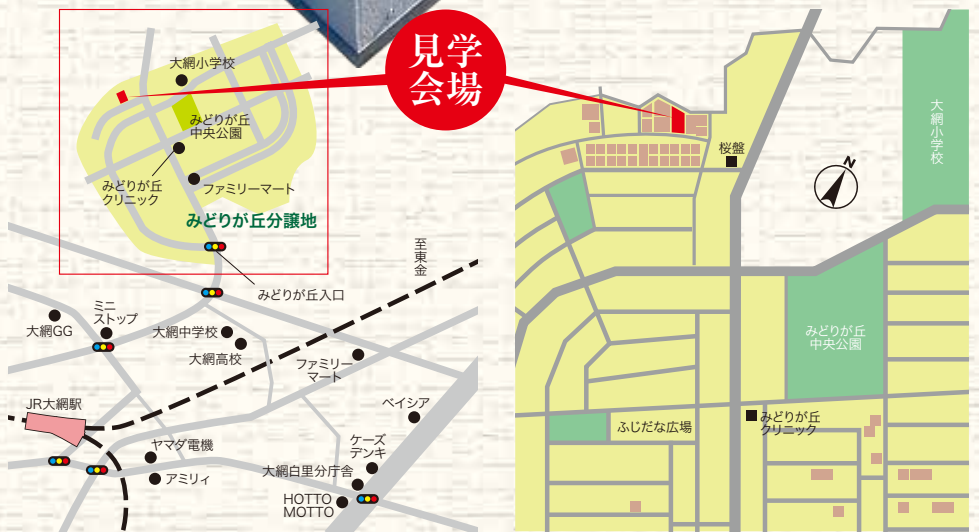 見学
会場
大網小学校
みどりが丘
中央公園
みどりが丘
クリニック
ファミリーマート
みどりが丘分譲地
至東金
みどりが丘入口
ミニ
ストップ
大網GG
大網中学校
大網高校
ファミリー
マート
JR大網駅
ベイシア
ヤマダ電機
アミリィ
ケーズ
デンキ
大網白里分庁舎
HOTTO
MOTTO
桜盤
N
大網小学校
みどりが丘
中央公園
ふじだな広場
みどりが丘
クリニック